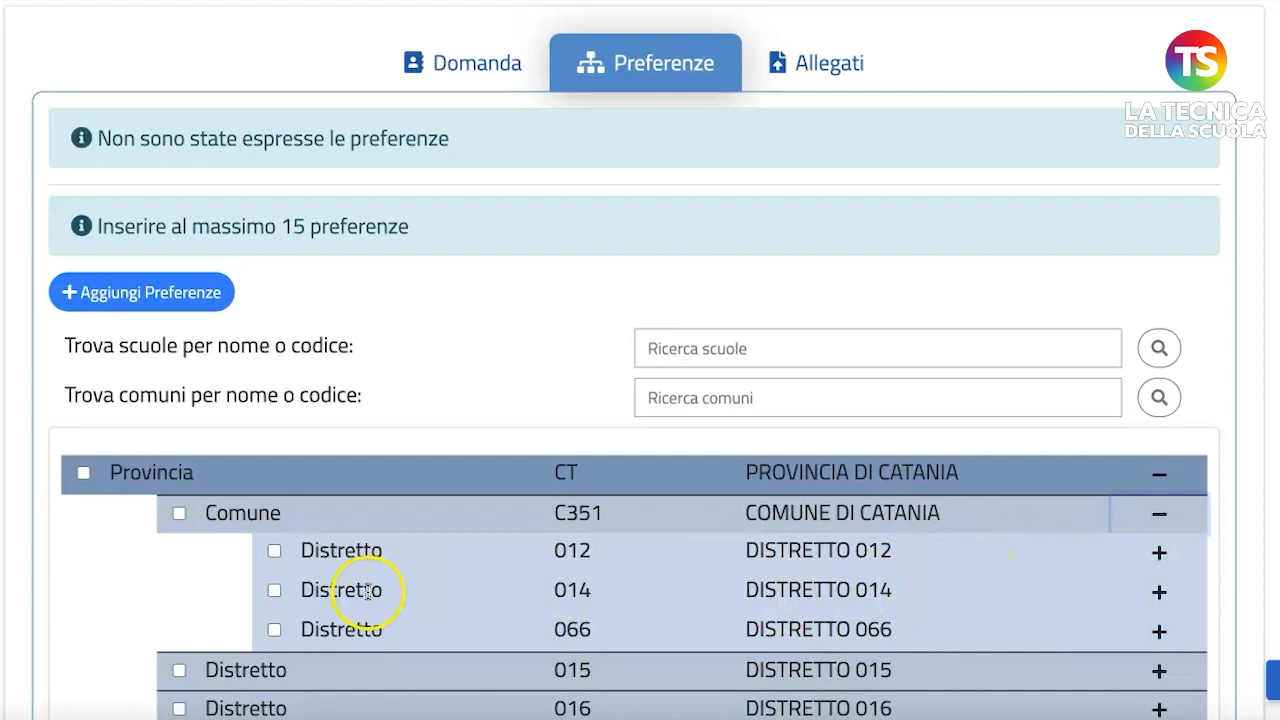 Domanda
Preferenze
Allegati
TS
LA TECNICA
DELLA SCUOLA
Non sono state espresse le preferenze
Inserire al massimo 15 preferenze
+ Aggiungi Preferenze
Trova scuole per nome o codice:
Ricerca scuole
Trova comuni per nome o codice:
Ricerca comuni
Provincia CT PROVINCIA DI CATANIA −
Comune C351 COMUNE DI CATANIA −
Distretto 012 DISTRETTO 012 +
Distretto 014 DISTRETTO 014 +
Distretto 066 DISTRETTO 066 +
Distretto 015 DISTRETTO 015 +
Distretto 016 DISTRETTO 016 +